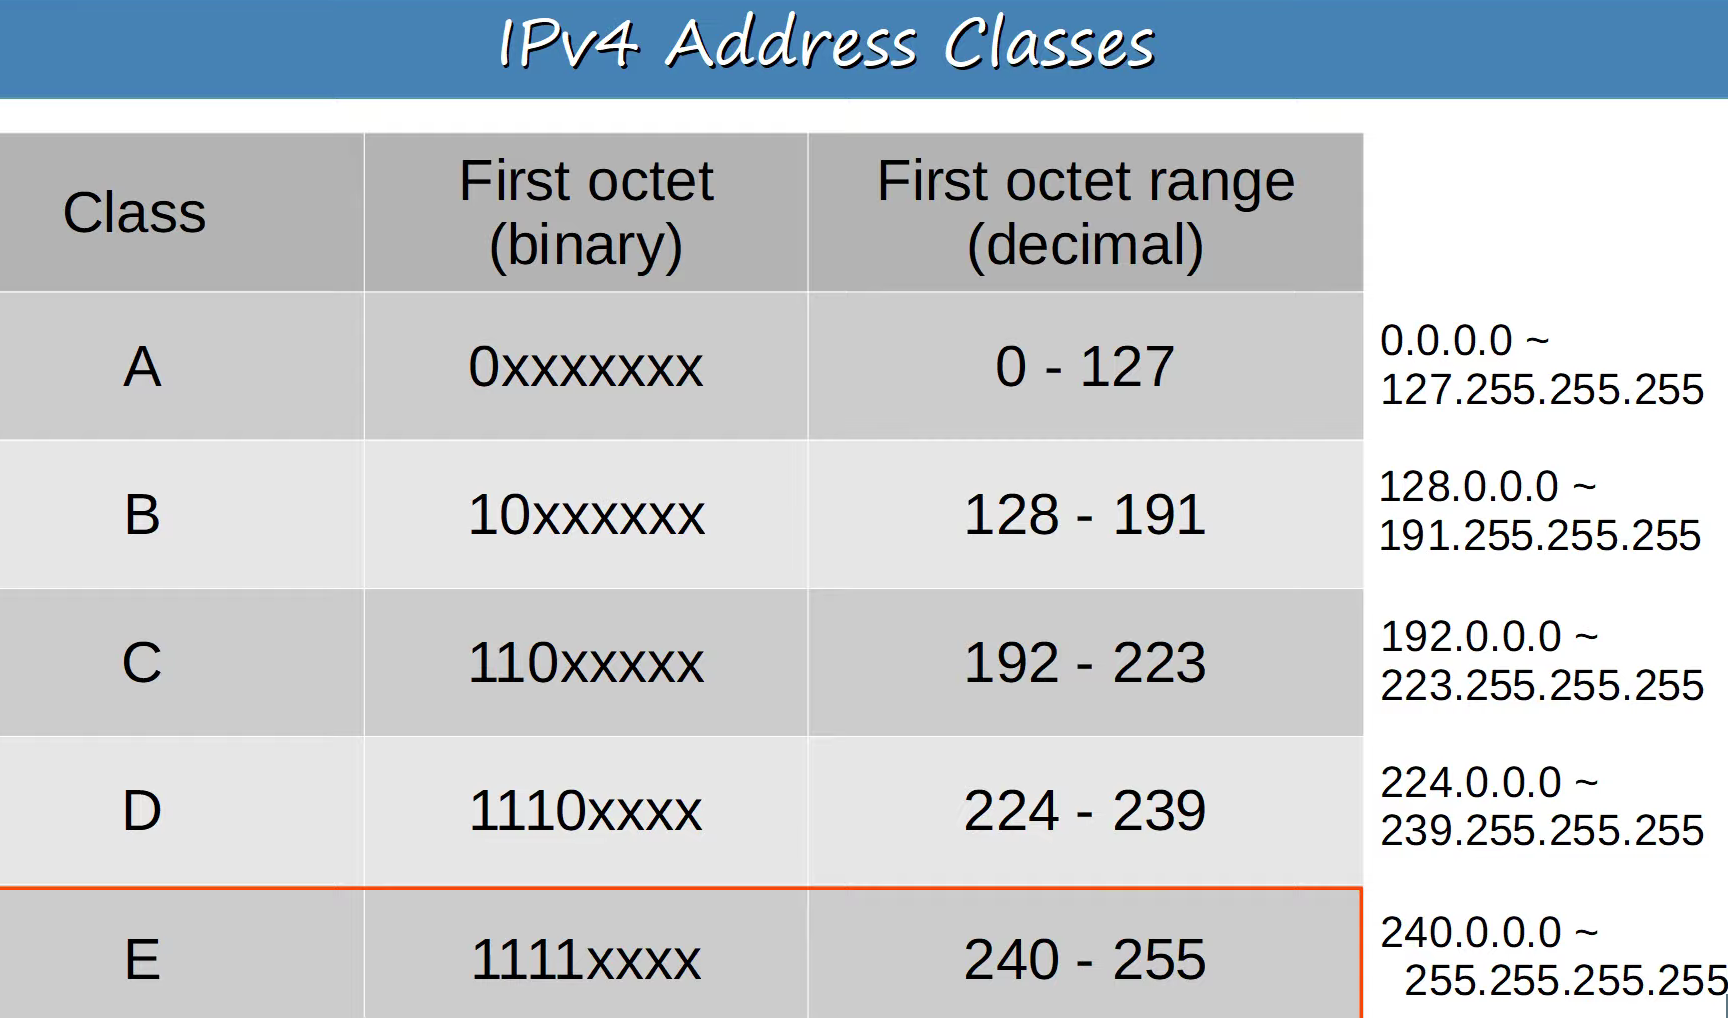 IPv4 Address Classes
Class
First octet
(binary)
First octet range
(decimal)
A
0xxxxxxx
0 - 127
0.0.0.0 ~
127.255.255.255
B
10xxxxxx
128 - 191
128.0.0.0 ~
191.255.255.255
C
110xxxxx
192 - 223
192.0.0.0 ~
223.255.255.255
D
1110xxxx
224 - 239
224.0.0.0 ~
239.255.255.255
E
1111xxxx
240 - 255
240.0.0.0 ~
255.255.255.255